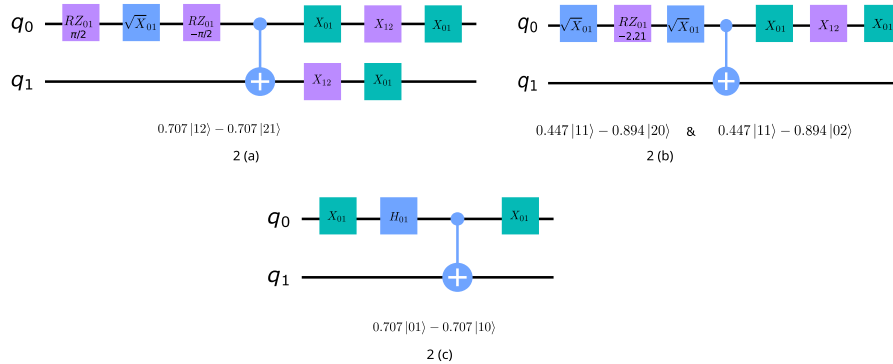 q₀ RZ₀₁ π/2 √X₀₁ RZ₀₁ −π/2 X₀₁ X₁₂ X₀₁
q₁ X₁₂ X₀₁
0.707 |12⟩ − 0.707 |21⟩
2 (a)
q₀ √X₀₁ RZ₀₁ −2.21 √X₀₁ X₀₁ X₁₂ X₀₁
q₁
0.447 |11⟩ − 0.894 |20⟩ & 0.447 |11⟩ − 0.894 |02⟩
2 (b)
q₀ X₀₁ H₀₁ X₀₁
q₁
0.707 |01⟩ − 0.707 |10⟩
2 (c)